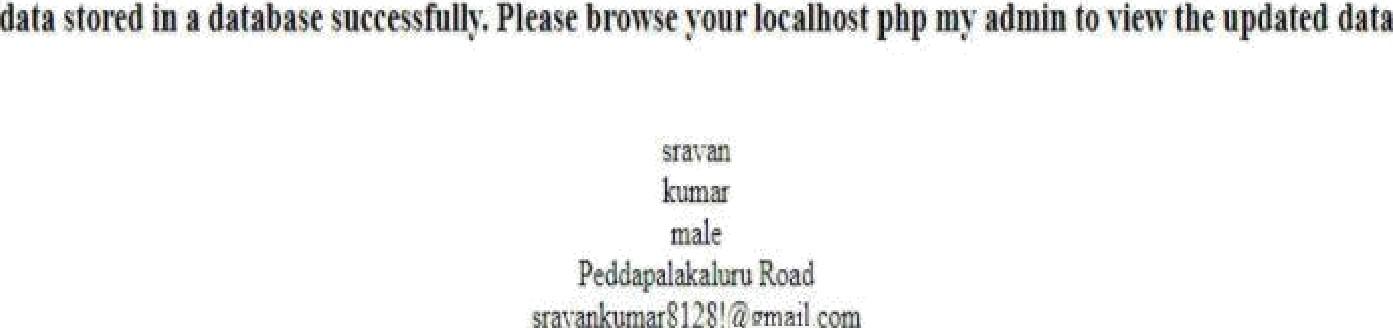 data stored in a database successfully. Please browse your localhost php my admin to view the updated data
sravan
kumar
male
Peddapalakaluru Road
sravankumar8128!@gmail.com